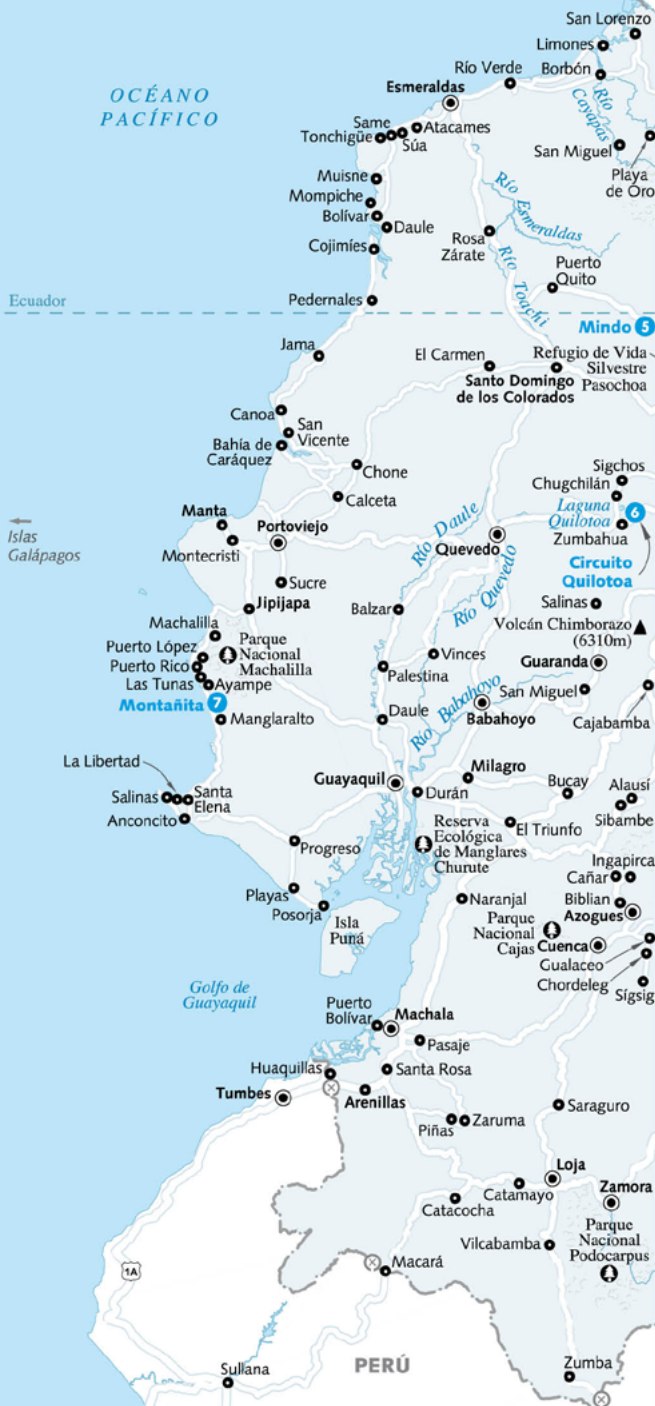 San Lorenzo
Limones
Río Verde
Borbón
Esmeraldas
OCÉANO
PACÍFICO
Río
Cayapas
Same
Atacames
Tonchigüe
Súa
San Miguel
Playa
de Oro
Muisne
Mompiche
Bolívar
Daule
Río Esmeraldas
Rosa
Zárate
Cojimíes
Río Toachi
Puerto
Quito
Ecuador
Pedernales
Mindo 5
Jama
El Carmen
Refugio de Vida
Silvestre
Pasochoa
Santo Domingo
de los Colorados
Canoa
San
Vicente
Bahía de
Caráquez
Chone
Sigchos
Chugchilán
Calceta
Laguna
Quilotoa
6
Manta
Islas
Galápagos
Portoviejo
Río Daule
Quevedo
Zumbahua
Montecristi
Circuito
Quilotoa
Sucre
Río Quevedo
Jipijapa
Balzar
Salinas
Machalilla
Volcán Chimborazo
(6310m)
Parque
Nacional
Machalilla
Puerto López
Puerto Rico
Vinces
Guaranda
Las Tunas
Ayampe
Palestina
Río Babahoyo
San Miguel
Montañita 7
Manglaralto
Daule
Babahoyo
Cajabamba
La Libertad
Milagro
Guayaquil
Bucay
Alausí
Salinas
Santa
Elena
Durán
Anconcito
Sibambe
El Triunfo
Reserva
Ecológica
de Manglares
Churute
Progreso
Ingapirca
Cañar
Playas
Naranjal
Biblian
Posorja
Azogues
Isla
Puná
Parque
Nacional
Cajas
Cuenca
Gualaceo
Chordeleg
Golfo de
Guayaquil
Sígsig
Puerto
Bolívar
Machala
Pasaje
Huaquillas
Santa Rosa
Tumbes
Arenillas
Saraguro
Piñas
Zaruma
Loja
Zamora
Catamayo
Catacocha
Parque
Nacional
Podocarpus
Vilcabamba
Macará
1A
PERÚ
Sullana
Zumba